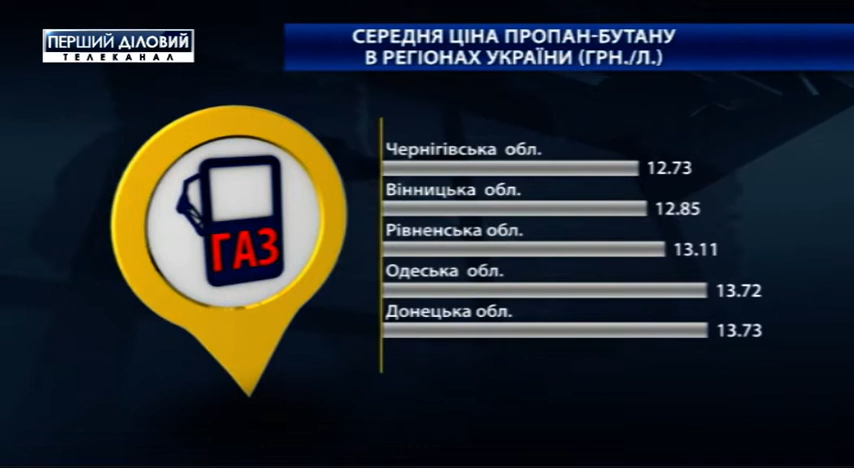 ПЕРШИЙ ДІЛОВИЙ
ТЕЛЕКАНАЛ
СЕРЕДНЯ ЦІНА ПРОПАН-БУТАНУ
В РЕГІОНАХ УКРАЇНИ (ГРН./Л.)
ГАЗ
Чернігівська обл.
12.73
Вінницька обл.
12.85
Рівненська обл.
13.11
Одеська обл.
13.72
Донецька обл.
13.73